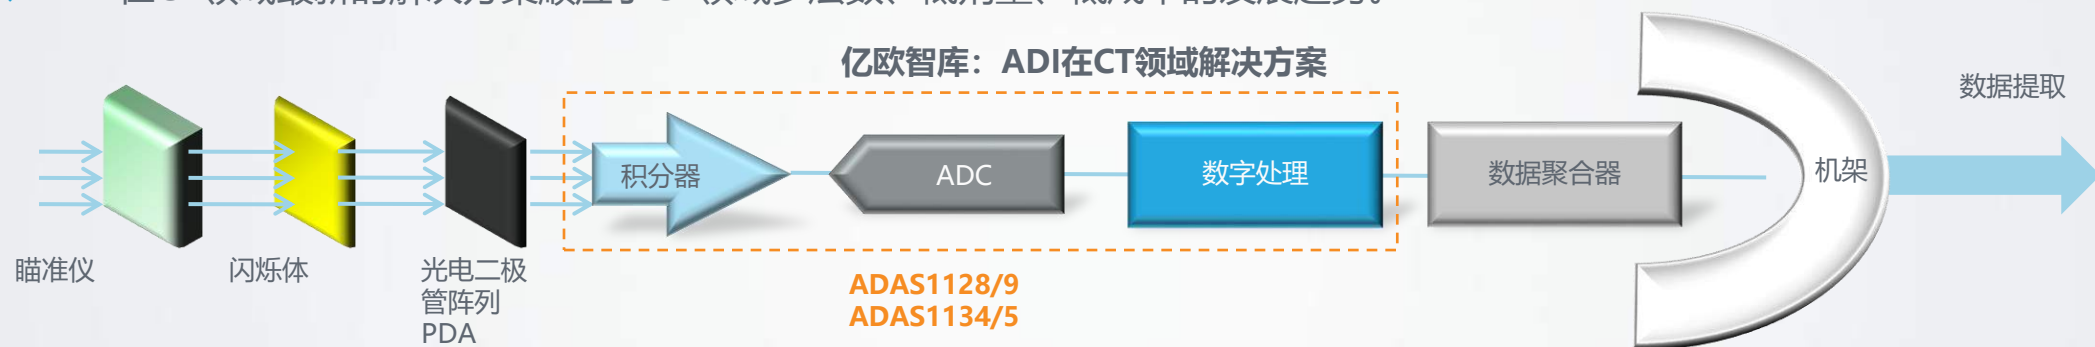 亿欧智库：ADI在CT领域解决方案
数据提取
积分器
ADC
数字处理
数据聚合器
机架
瞄准仪
闪烁体
光电二极
管阵列
PDA
ADAS1128/9
ADAS1134/5